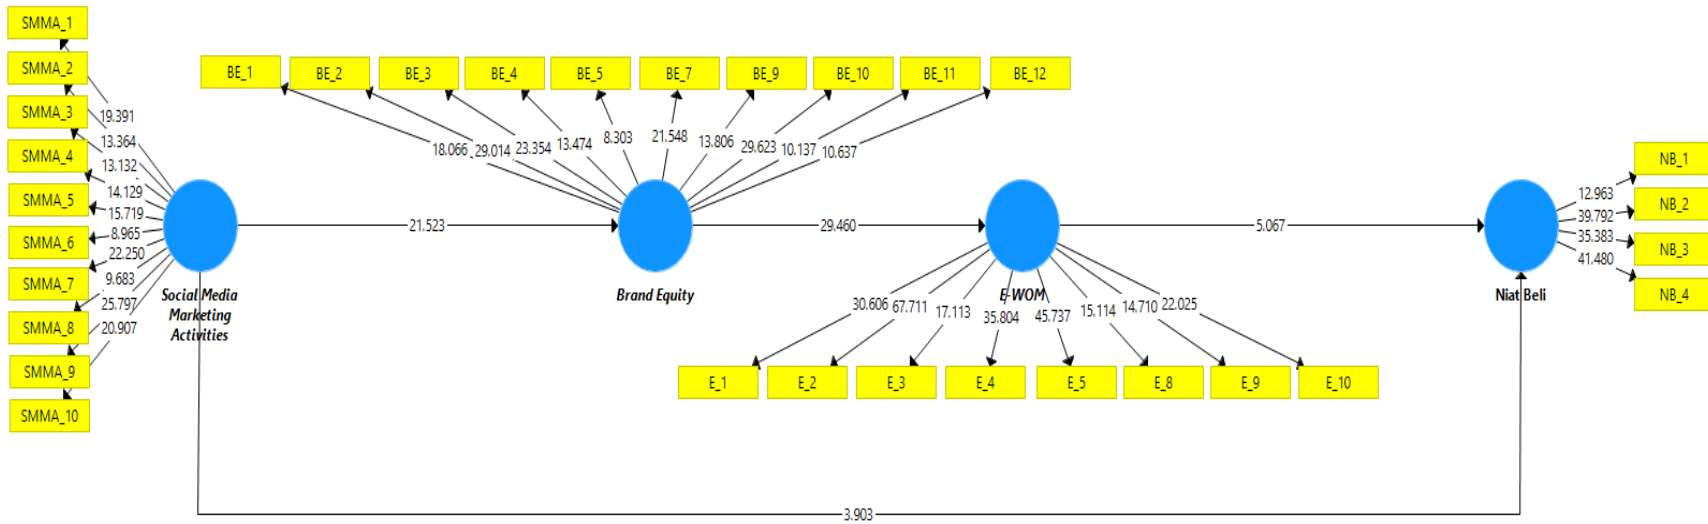 SMMA_1
SMMA_2
SMMA_3
SMMA_4
SMMA_5
SMMA_6
SMMA_7
SMMA_8
SMMA_9
SMMA_10
19.391
13.364
13.132
14.129
15.719
8.965
22.250
9.683
25.797
20.907
Social Media
Marketing
Activities
21.523
BE_1 BE_2 BE_3 BE_4 BE_5 BE_7 BE_9 BE_10 BE_11 BE_12
18.066 29.014 23.354 13.474 8.303 21.548 13.806 29.623 10.137 10.637
Brand Equity
29.460
E-WOM
30.606 67.711 17.113 35.804 45.737 15.114 14.710 22.025
E_1 E_2 E_3 E_4 E_5 E_8 E_9 E_10
5.067
Niat Beli
12.963
39.792
35.383
41.480
NB_1
NB_2
NB_3
NB_4
3.903